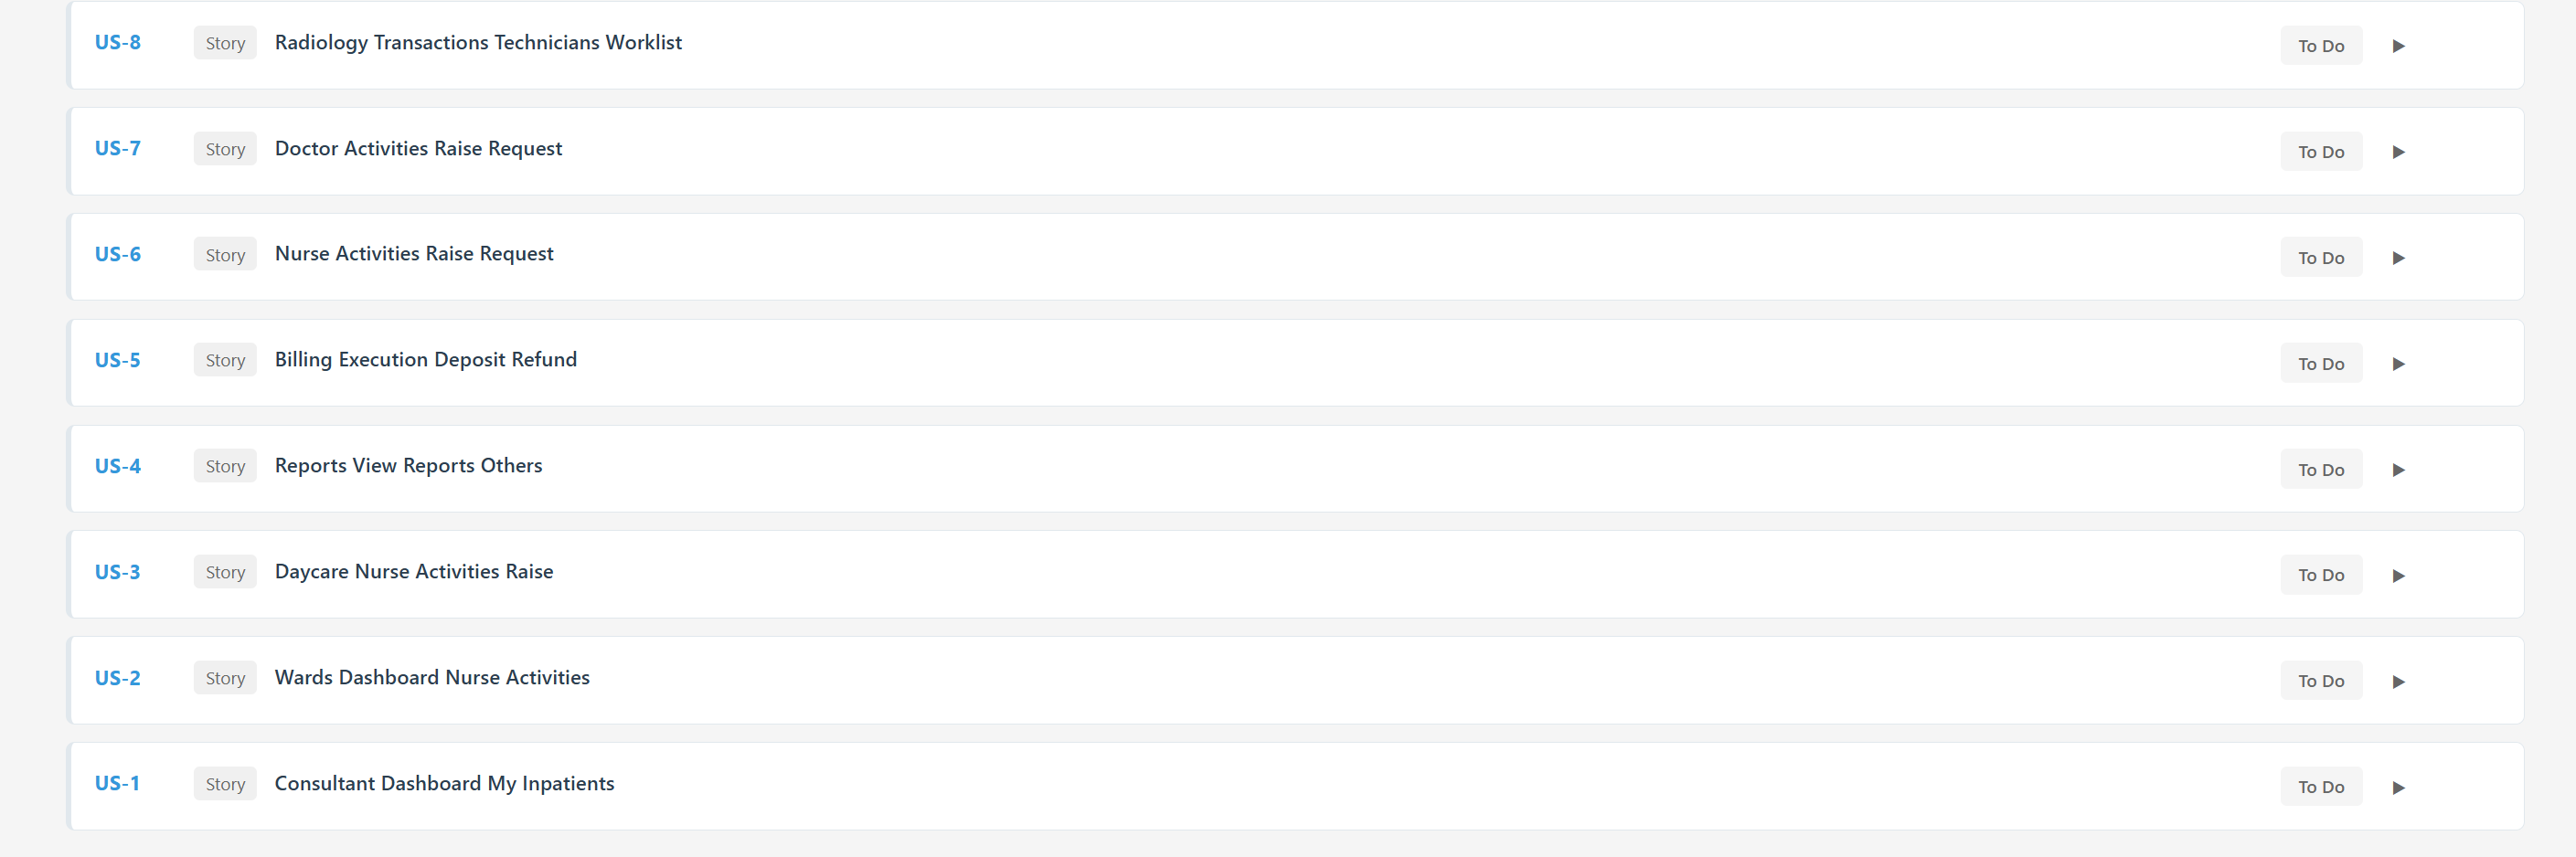 US-8 Story Radiology Transactions Technicians Worklist To Do
US-7 Story Doctor Activities Raise Request To Do
US-6 Story Nurse Activities Raise Request To Do
US-5 Story Billing Execution Deposit Refund To Do
US-4 Story Reports View Reports Others To Do
US-3 Story Daycare Nurse Activities Raise To Do
US-2 Story Wards Dashboard Nurse Activities To Do
US-1 Story Consultant Dashboard My Inpatients To Do